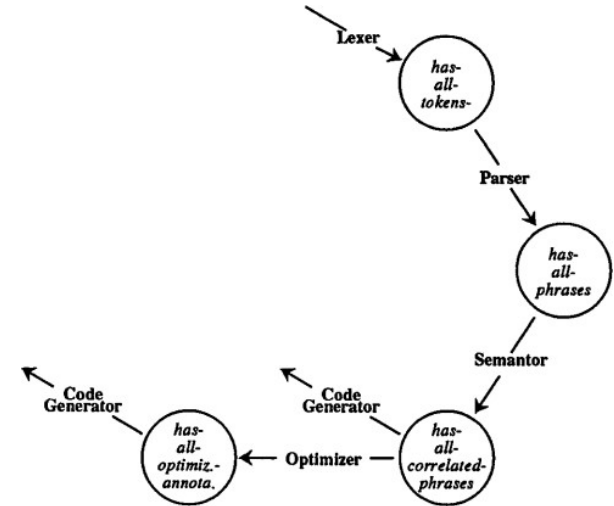 Lexer
has-
all-
tokens-
Parser
has-
all-
phrases
Semantor
Code
Generator
Code
Generator
has-
all-
optimiz.-
annota.
Optimizer
has-
all-
correlated-
phrases